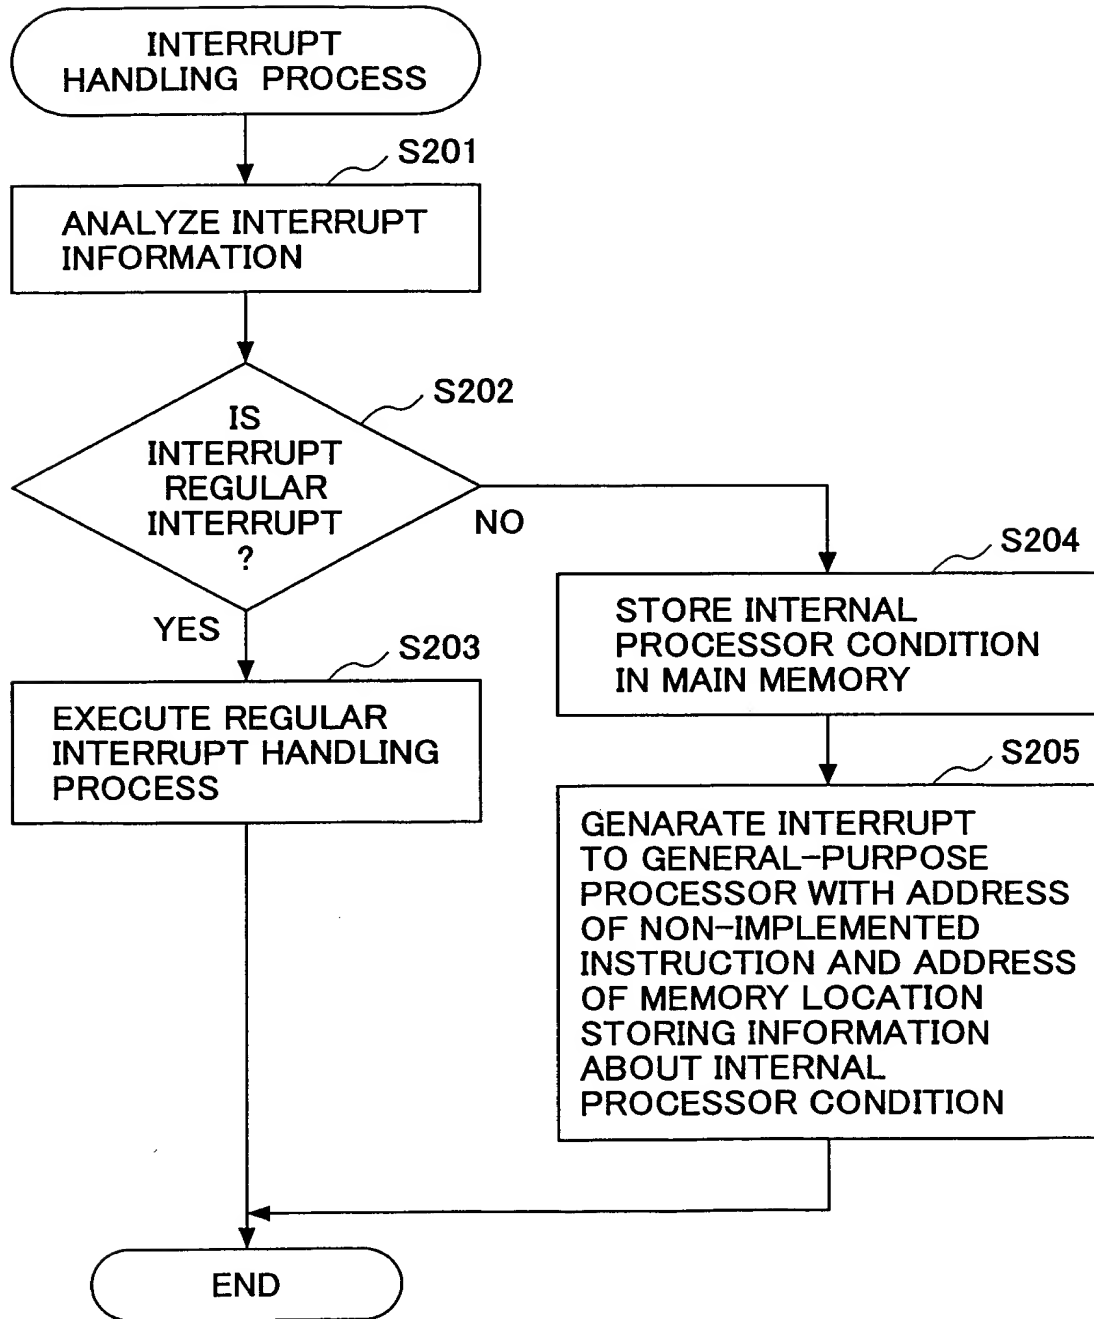 INTERRUPT
HANDLING PROCESS
S201
ANALYZE INTERRUPT
INFORMATION
S202
IS
INTERRUPT
REGULAR
INTERRUPT
?
NO
YES
S203
EXECUTE REGULAR
INTERRUPT HANDLING
PROCESS
S204
STORE INTERNAL
PROCESSOR CONDITION
IN MAIN MEMORY
S205
GENARATE INTERRUPT
TO GENERAL-PURPOSE
PROCESSOR WITH ADDRESS
OF NON-IMPLEMENTED
INSTRUCTION AND ADDRESS
OF MEMORY LOCATION
STORING INFORMATION
ABOUT INTERNAL
PROCESSOR CONDITION
END